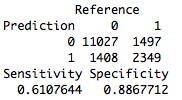 Reference
Prediction 0 1
0 11027 1497
1 1408 2349
Sensitivity Specificity
0.6107644 0.8867712